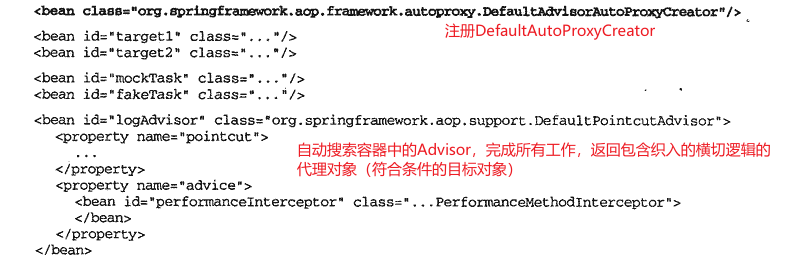 <bean class="org.springframework.aop.framework.autoproxy.DefaultAdvisorAutoProxyCreator"/>
注册DefaultAutoProxyCreator
<bean id="target1" class="..."/>
<bean id="target2" class="..."/>
<bean id="mockTask" class="..."/>
<bean id="fakeTask" class="..."/>
<bean id="logAdvisor" class="org.springframework.aop.support.DefaultPointcutAdvisor">
<property name="pointcut">
...
自动搜索容器中的Advisor，完成所有工作，返回包含织入的横切逻辑的
代理对象（符合条件的目标对象）
</property>
<property name="advice">
<bean id="performanceInterceptor" class="...PerformanceMethodInterceptor">
</bean>
</property>
</bean>